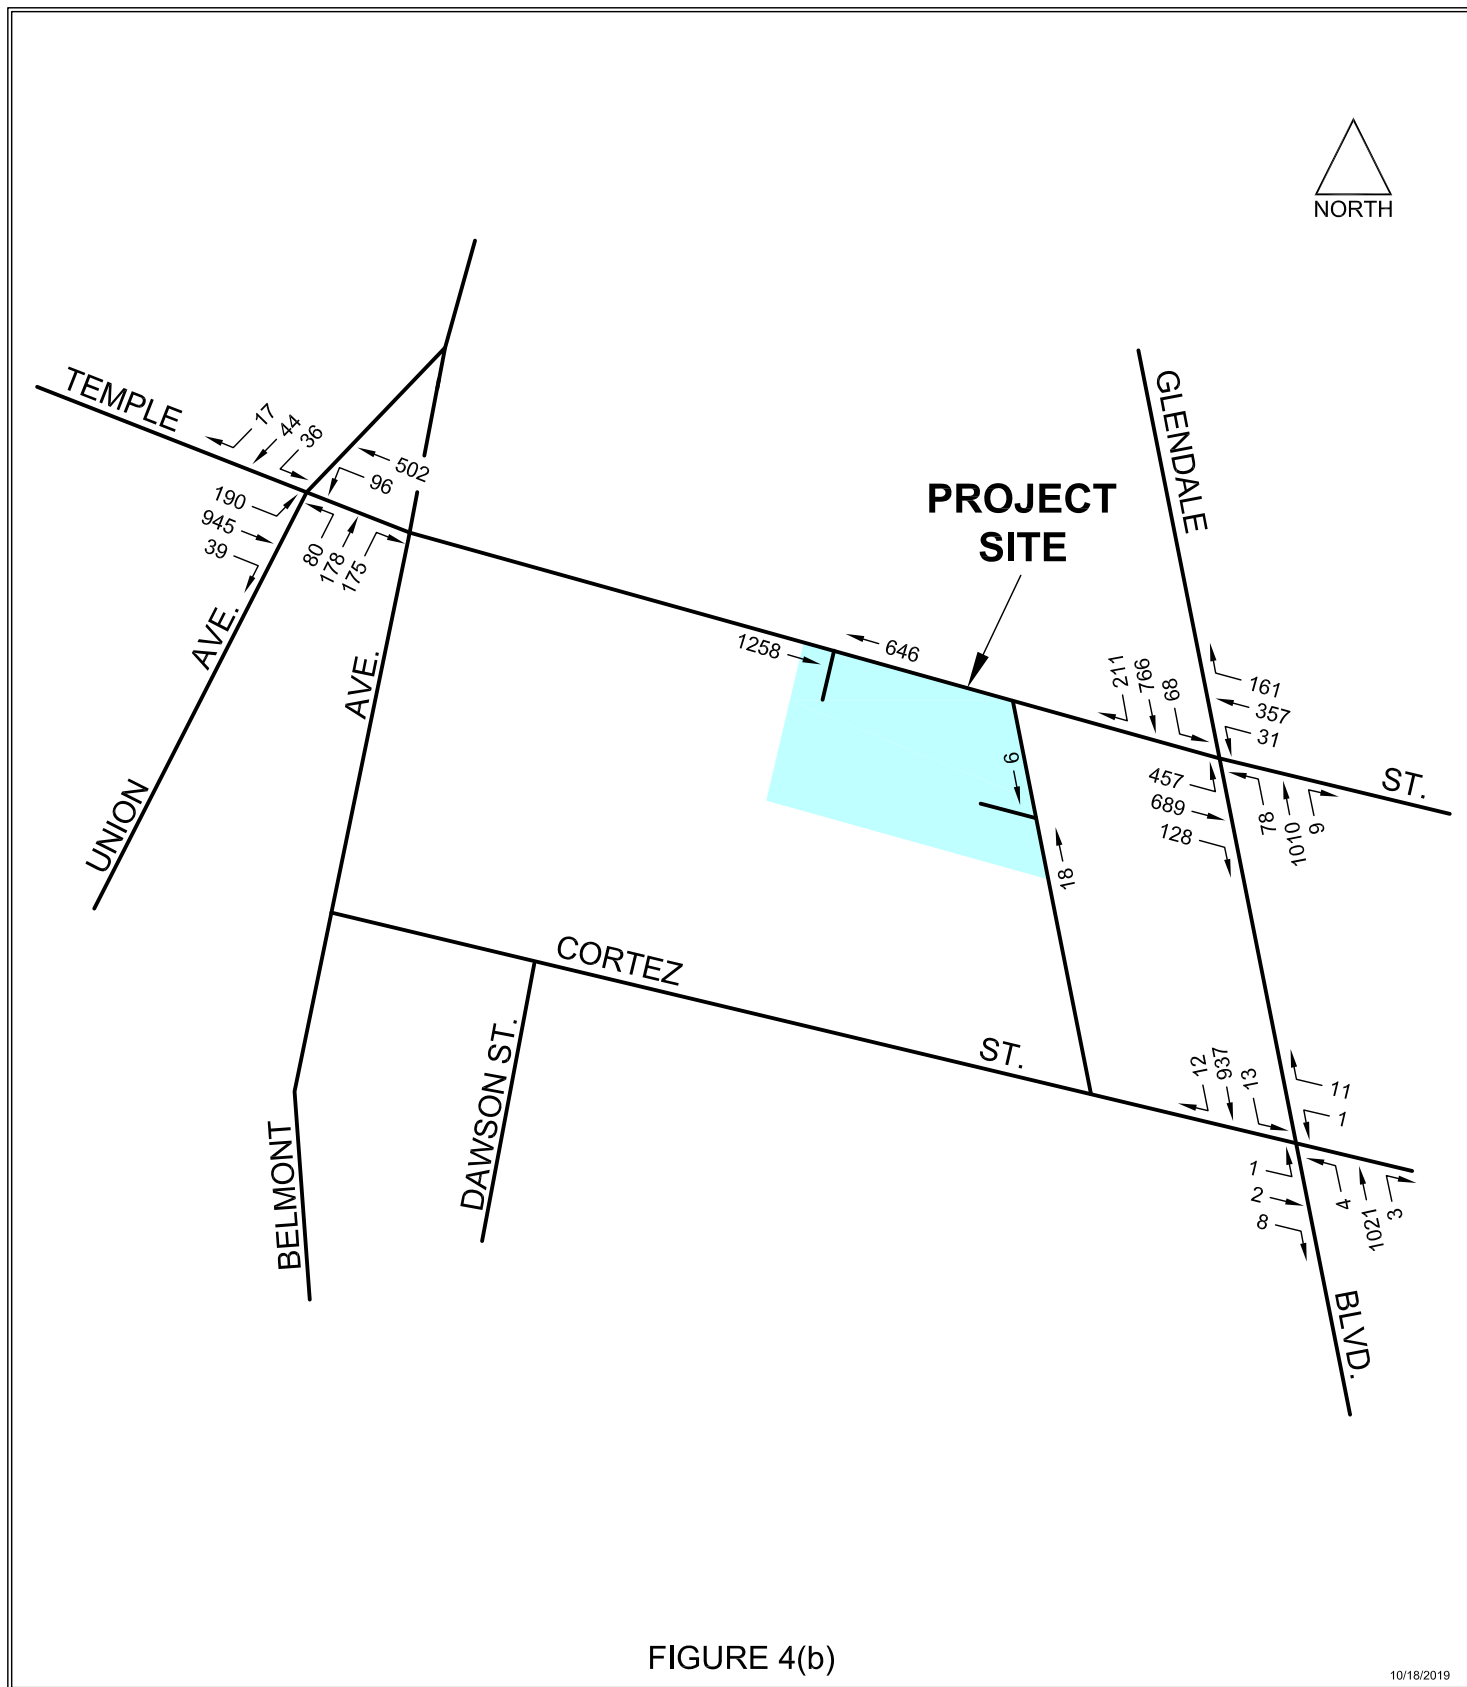 NORTH
TEMPLE
17
44
36
502
96
190
945
39
80
178
175
AVE.
AVE.
UNION
GLENDALE
PROJECT
SITE
1258
646
211
766
68
161
357
31
457
689
128
78
1010
9
ST.
9
18
CORTEZ
ST.
DAWSON ST.
BELMONT
12
937
13
11
1
1
2
8
4
1021
3
BLVD.
FIGURE 4(b)
10/18/2019